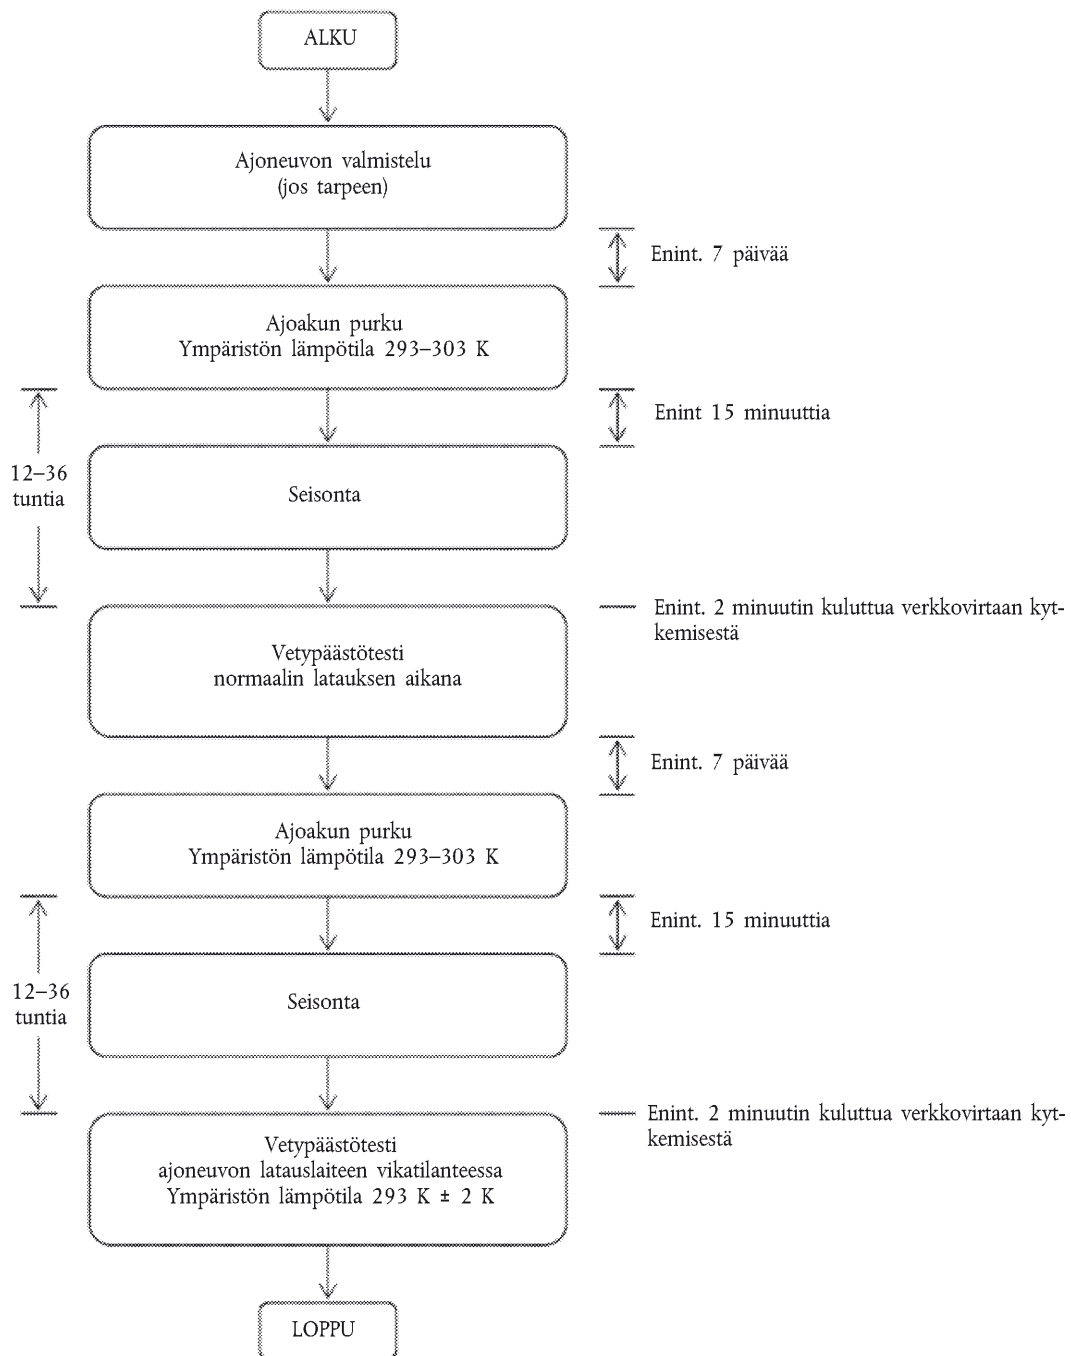 ALKU
Ajoneuvon valmistelu
(jos tarpeen)
Enint. 7 päivää
Ajoakun purku
Ympäristön lämpötila 293–303 K
Enint 15 minuuttia
12–36
tuntia
Seisonta
Enint. 2 minuutin kuluttua verkkovirtaan kyt-
kemisestä
Vetypäästötesti
normaalin latauksen aikana
Enint. 7 päivää
Ajoakun purku
Ympäristön lämpötila 293–303 K
Enint. 15 minuuttia
12–36
tuntia
Seisonta
Enint. 2 minuutin kuluttua verkkovirtaan kyt-
kemisestä
Vetypäästötesti
ajoneuvon latauslaiteen vikatilanteessa
Ympäristön lämpötila 293 K ± 2 K
LOPPU